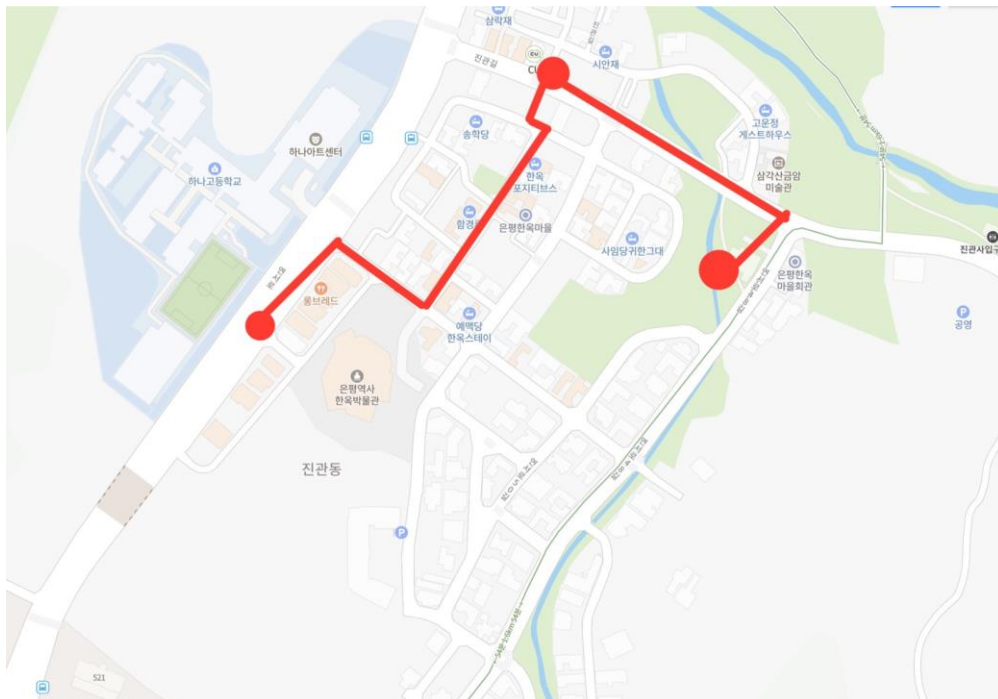 삼락재
CU
시안재
진관길
고운정
게스트하우스
송학당
하나아트센터
하나고등학교
한옥
포지티브스
삼각산금암
미술관
은평한옥마을
사임당귀한그대
진관사입구
은평한옥
마을회관
공영
롱브레드
예맥당
한옥스테이
은평역사
한옥박물관
진관동
P
P
521